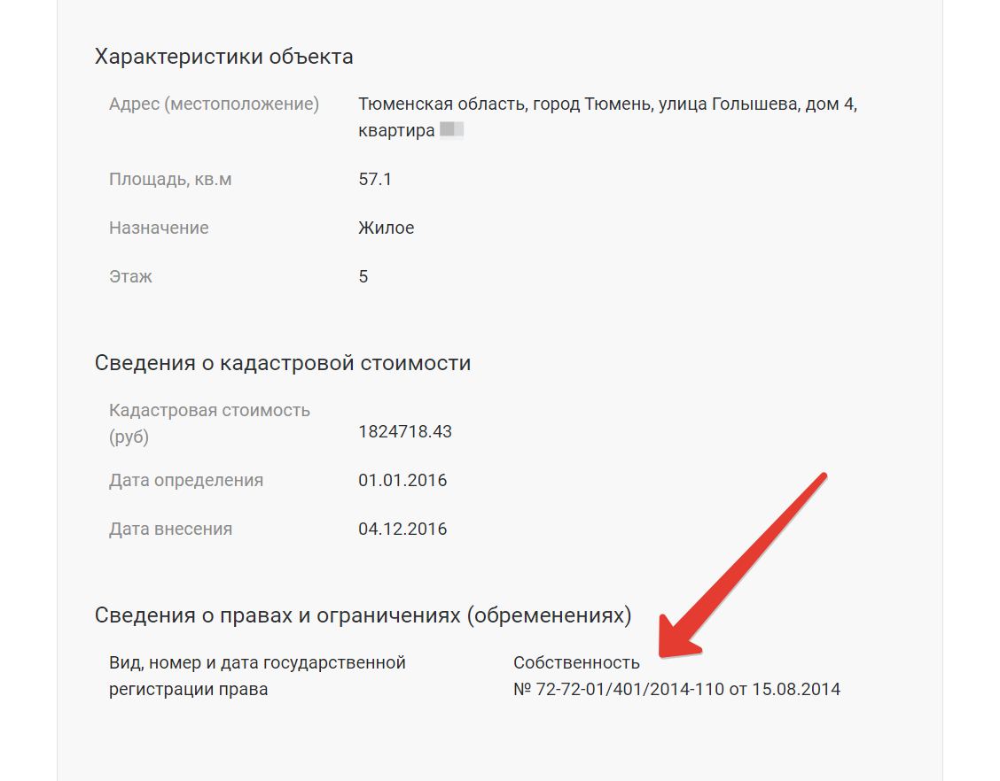 Характеристики объекта
Адрес (местоположение)
Тюменская область, город Тюмень, улица Голышева, дом 4,
квартира
Площадь, кв.м
57.1
Назначение
Жилое
Этаж
5
Сведения о кадастровой стоимости
Кадастровая стоимость
(руб)
1824718.43
Дата определения
01.01.2016
Дата внесения
04.12.2016
Сведения о правах и ограничениях (обременениях)
Вид, номер и дата государственной
регистрации права
Собственность
№ 72-72-01/401/2014-110 от 15.08.2014